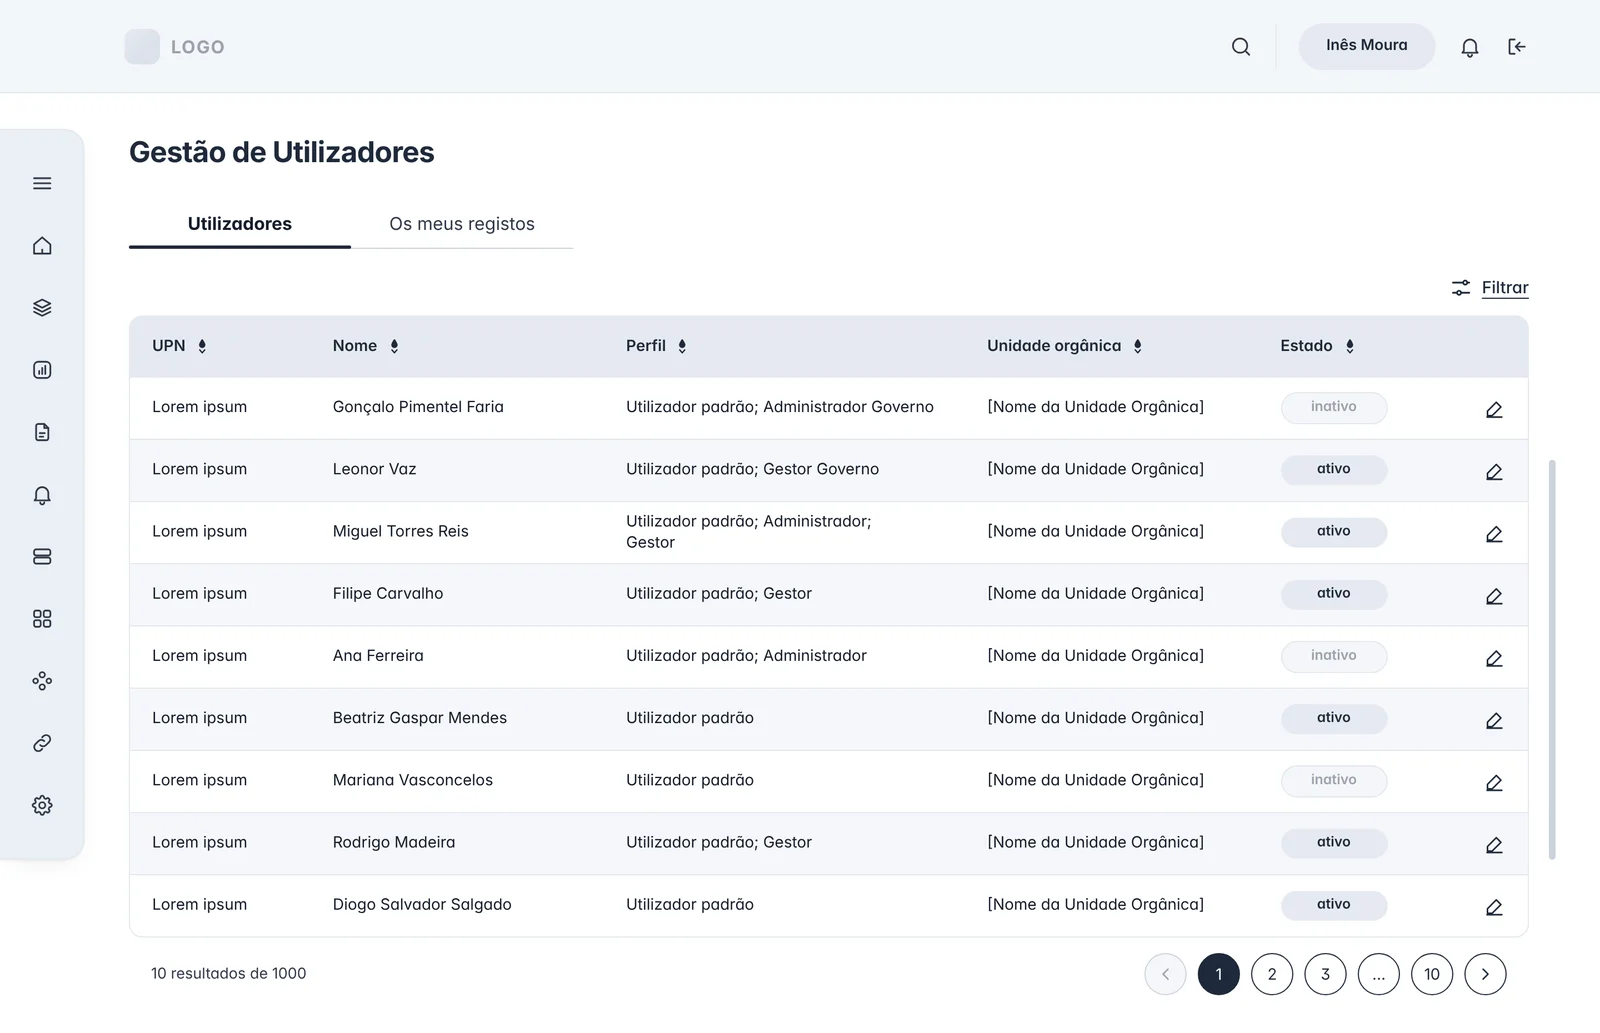 LOGO
Inês Moura
Gestão de Utilizadores
Utilizadores
Os meus registos
Filtrar
UPN Nome Perfil Unidade orgânica Estado
Lorem ipsum Gonçalo Pimentel Faria Utilizador padrão; Administrador Governo [Nome da Unidade Orgânica] inativo
Lorem ipsum Leonor Vaz Utilizador padrão; Gestor Governo [Nome da Unidade Orgânica] ativo
Lorem ipsum Miguel Torres Reis Utilizador padrão; Administrador;
Gestor [Nome da Unidade Orgânica] ativo
Lorem ipsum Filipe Carvalho Utilizador padrão; Gestor [Nome da Unidade Orgânica] ativo
Lorem ipsum Ana Ferreira Utilizador padrão; Administrador [Nome da Unidade Orgânica] inativo
Lorem ipsum Beatriz Gaspar Mendes Utilizador padrão [Nome da Unidade Orgânica] ativo
Lorem ipsum Mariana Vasconcelos Utilizador padrão [Nome da Unidade Orgânica] inativo
Lorem ipsum Rodrigo Madeira Utilizador padrão; Gestor [Nome da Unidade Orgânica] ativo
Lorem ipsum Diogo Salvador Salgado Utilizador padrão [Nome da Unidade Orgânica] ativo
10 resultados de 1000
1 2 3 ... 10